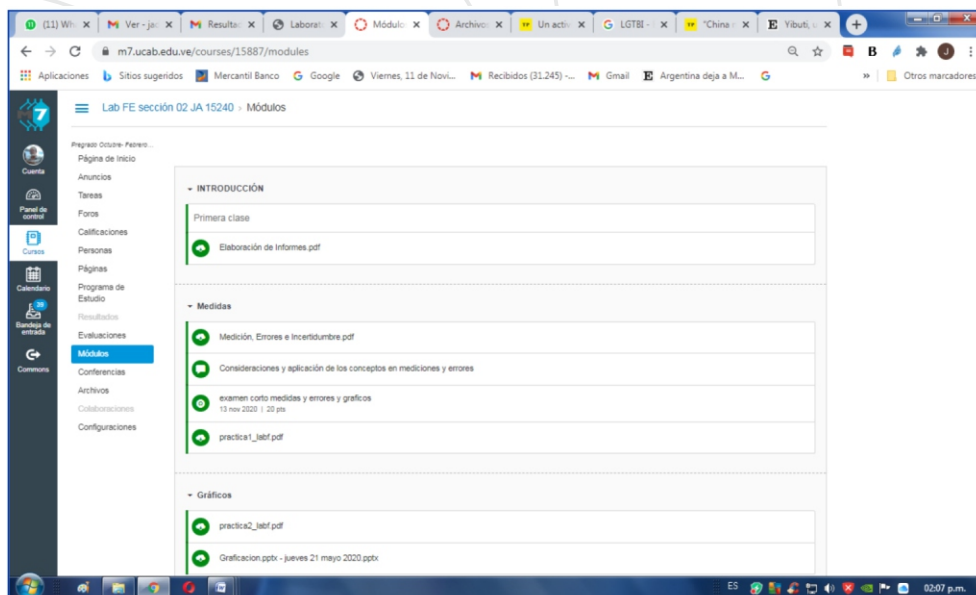 (11) Wh
Ver - jac
Resultac
Laborat
Módulo
Archivos
Un activ
LGTBI -
"China r
Yibuti, u
m7.ucab.edu.ve/courses/15887/modules
Aplicaciones
Sitios sugeridos
Mercantil Banco
Google
Viernes, 11 de Novi...
Recibidos (31.245) -...
Gmail
Argentina deja a M...
»
Otros marcadores
Lab FE sección 02 JA 15240 › Módulos
7
Cuenta
Panel de
control
Cursos
Calendario
28
Bandeja de
entrada
Commons
Pregrado Octubre- Febrero...
Página de Inicio
Anuncios
Tareas
Foros
Calificaciones
Personas
Páginas
Programa de
Estudio
Resultados
Evaluaciones
Módulos
Conferencias
Archivos
Colaboraciones
Configuraciones
INTRODUCCIÓN
Primera clase
Elaboración de Informes.pdf
Medidas
Medición, Errores e Incertidumbre.pdf
Consideraciones y aplicación de los conceptos en mediciones y errores
examen corto medidas y errores y graficos
13 nov 2020 | 20 pts
practica1_labf.pdf
Gráficos
practica2_labf.pdf
Graficacion.pptx - jueves 21 mayo 2020.pptx
ES
02:07 p.m.